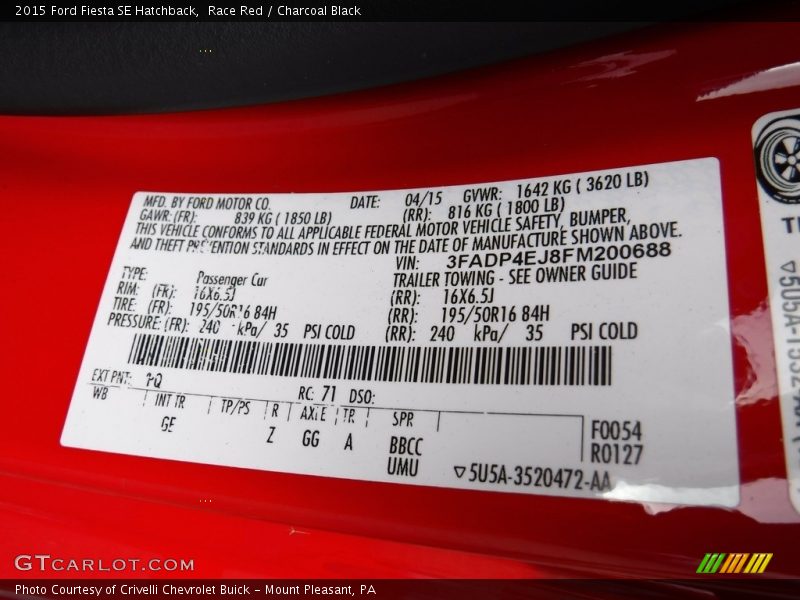 2015 Ford Fiesta SE Hatchback,  Race Red / Charcoal Black
MFD. BY FORD MOTOR CO. DATE: 04/15 GVWR: 1642 KG ( 3620 LB)
GAWR: (FR): 839 KG ( 1850 LB) (RR): 816 KG ( 1800 LB)
THIS VEHICLE CONFORMS TO ALL APPLICABLE FEDERAL MOTOR VEHICLE SAFETY, BUMPER,
AND THEFT PREVENTION STANDARDS IN EFFECT ON THE DATE OF MANUFACTURE SHOWN ABOVE.
VIN: 3FADP4EJ8FM200688
TYPE: Passenger Car TRAILER TOWING - SEE OWNER GUIDE
RIM: (FR): 16X6.5J (RR): 16X6.5J
TIRE: (FR): 195/50R16 84H (RR): 195/50R16 84H
PRESSURE: (FR): 240 kPa/ 35 PSI COLD (RR): 240 kPa/ 35 PSI COLD
EXT PNT: PQ RC: 71 DSO:
WB INT TR TP/PS R AXLE TR SPR
GE Z GG A BBCC
UMU
F0054
R0127
▽5U5A-3520472-AA
GTCARLOT.COM
Photo Courtesy of Crivelli Chevrolet Buick - Mount Pleasant, PA